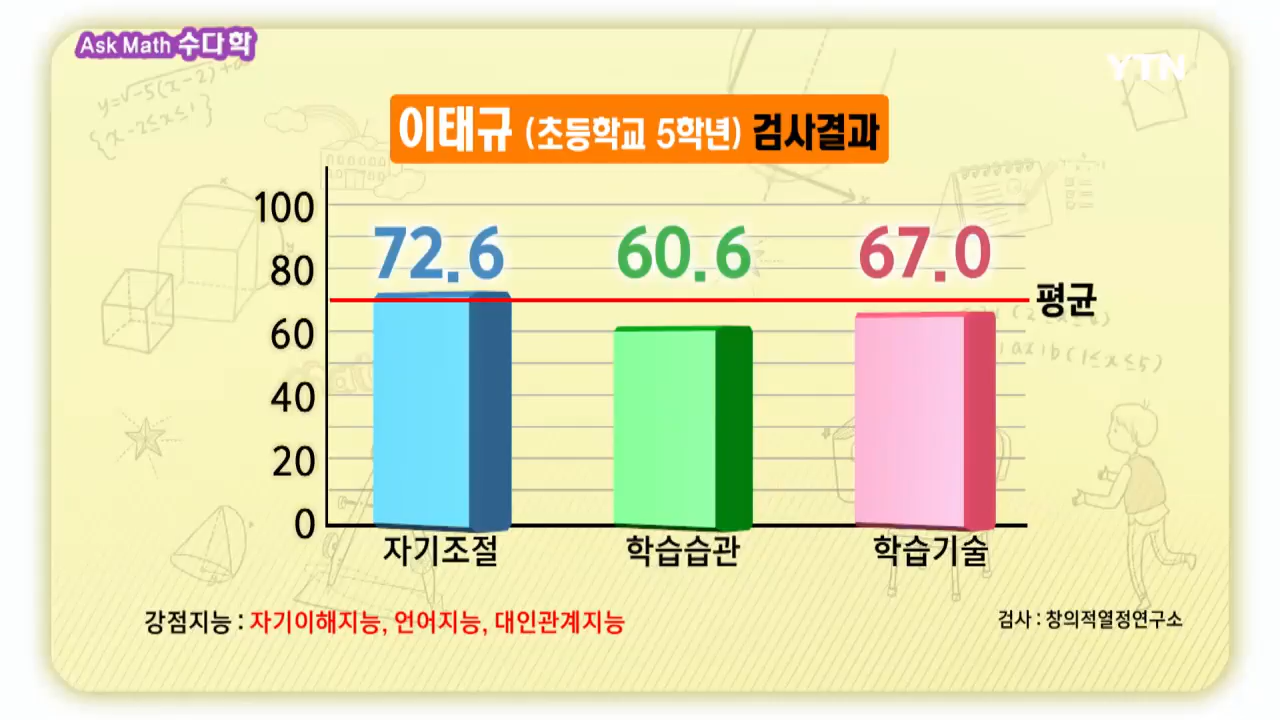 Ask Math 수다학
YTN
이태규 (초등학교 5학년) 검사결과
100
80
60
40
20
0
72.6
60.6
67.0
평균
자기조절
학습습관
학습기술
강점지능 : 자기이해지능, 언어지능, 대인관계지능
검사 : 창의적열정연구소